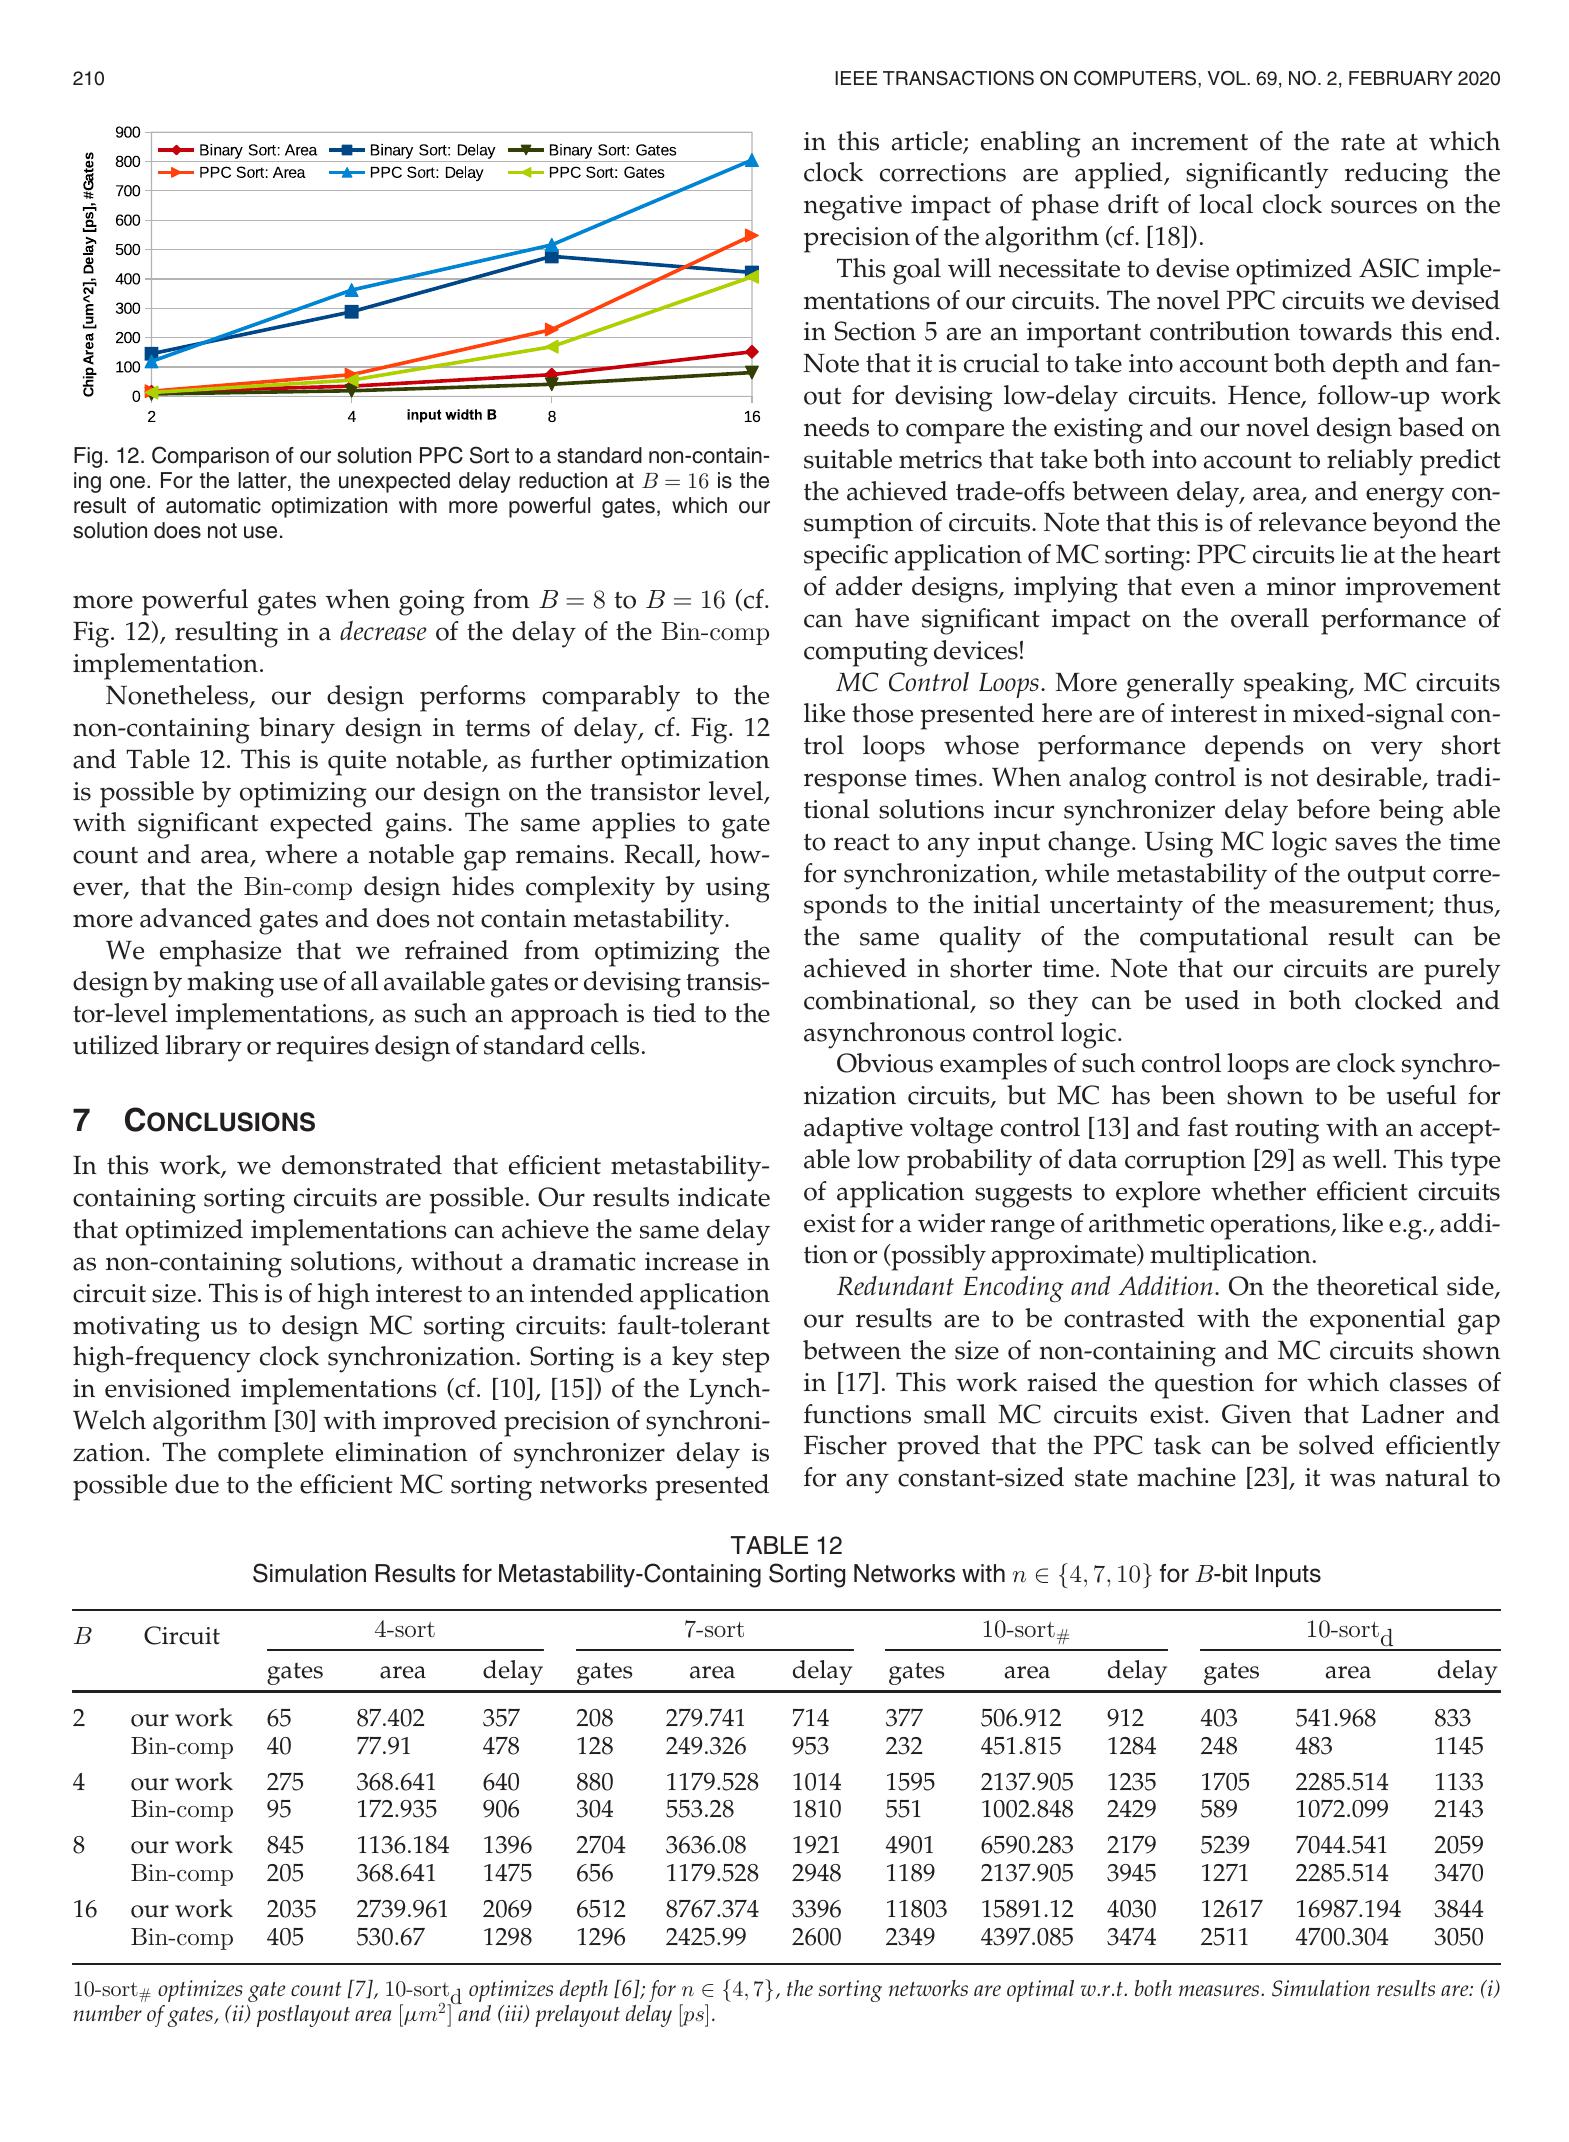 210
IEEE TRANSACTIONS ON COMPUTERS, VOL. 69, NO. 2, FEBRUARY 2020
Chip Area [um^2], Delay [ps], #Gates
900
800
700
600
500
400
300
200
100
0
Binary Sort: Area Binary Sort: Delay Binary Sort: Gates
PPC Sort: Area PPC Sort: Delay PPC Sort: Gates
2 4 input width B 8 16
Fig. 12. Comparison of our solution PPC Sort to a standard non-contain-
ing one. For the latter, the unexpected delay reduction at B = 16 is the
result of automatic optimization with more powerful gates, which our
solution does not use.
more powerful gates when going from B = 8 to B = 16 (cf.
Fig. 12), resulting in a decrease of the delay of the Bin-comp
implementation.
Nonetheless, our design performs comparably to the
non-containing binary design in terms of delay, cf. Fig. 12
and Table 12. This is quite notable, as further optimization
is possible by optimizing our design on the transistor level,
with significant expected gains. The same applies to gate
count and area, where a notable gap remains. Recall, how-
ever, that the Bin-comp design hides complexity by using
more advanced gates and does not contain metastability.
We emphasize that we refrained from optimizing the
design by making use of all available gates or devising transis-
tor-level implementations, as such an approach is tied to the
utilized library or requires design of standard cells.
7 CONCLUSIONS
In this work, we demonstrated that efficient metastability-
containing sorting circuits are possible. Our results indicate
that optimized implementations can achieve the same delay
as non-containing solutions, without a dramatic increase in
circuit size. This is of high interest to an intended application
motivating us to design MC sorting circuits: fault-tolerant
high-frequency clock synchronization. Sorting is a key step
in envisioned implementations (cf. [10], [15]) of the Lynch-
Welch algorithm [30] with improved precision of synchroni-
zation. The complete elimination of synchronizer delay is
possible due to the efficient MC sorting networks presented
in this article; enabling an increment of the rate at which
clock corrections are applied, significantly reducing the
negative impact of phase drift of local clock sources on the
precision of the algorithm (cf. [18]).
This goal will necessitate to devise optimized ASIC imple-
mentations of our circuits. The novel PPC circuits we devised
in Section 5 are an important contribution towards this end.
Note that it is crucial to take into account both depth and fan-
out for devising low-delay circuits. Hence, follow-up work
needs to compare the existing and our novel design based on
suitable metrics that take both into account to reliably predict
the achieved trade-offs between delay, area, and energy con-
sumption of circuits. Note that this is of relevance beyond the
specific application of MC sorting: PPC circuits lie at the heart
of adder designs, implying that even a minor improvement
can have significant impact on the overall performance of
computing devices!
MC Control Loops. More generally speaking, MC circuits
like those presented here are of interest in mixed-signal con-
trol loops whose performance depends on very short
response times. When analog control is not desirable, tradi-
tional solutions incur synchronizer delay before being able
to react to any input change. Using MC logic saves the time
for synchronization, while metastability of the output corre-
sponds to the initial uncertainty of the measurement; thus,
the same quality of the computational result can be
achieved in shorter time. Note that our circuits are purely
combinational, so they can be used in both clocked and
asynchronous control logic.
Obvious examples of such control loops are clock synchro-
nization circuits, but MC has been shown to be useful for
adaptive voltage control [13] and fast routing with an accept-
able low probability of data corruption [29] as well. This type
of application suggests to explore whether efficient circuits
exist for a wider range of arithmetic operations, like e.g., addi-
tion or (possibly approximate) multiplication.
Redundant Encoding and Addition. On the theoretical side,
our results are to be contrasted with the exponential gap
between the size of non-containing and MC circuits shown
in [17]. This work raised the question for which classes of
functions small MC circuits exist. Given that Ladner and
Fischer proved that the PPC task can be solved efficiently
for any constant-sized state machine [23], it was natural to
TABLE 12
Simulation Results for Metastability-Containing Sorting Networks with n ∈ {4, 7, 10} for B-bit Inputs
B Circuit 4-sort 7-sort 10-sort# 10-sortd
gates area delay gates area delay gates area delay gates area delay
2 our work 65 87.402 357 208 279.741 714 377 506.912 912 403 541.968 833
Bin-comp 40 77.91 478 128 249.326 953 232 451.815 1284 248 483 1145
4 our work 275 368.641 640 880 1179.528 1014 1595 2137.905 1235 1705 2285.514 1133
Bin-comp 95 172.935 906 304 553.28 1810 551 1002.848 2429 589 1072.099 2143
8 our work 845 1136.184 1396 2704 3636.08 1921 4901 6590.283 2179 5239 7044.541 2059
Bin-comp 205 368.641 1475 656 1179.528 2948 1189 2137.905 3945 1271 2285.514 3470
16 our work 2035 2739.961 2069 6512 8767.374 3396 11803 15891.12 4030 12617 16987.194 3844
Bin-comp 405 530.67 1298 1296 2425.99 2600 2349 4397.085 3474 2511 4700.304 3050
10-sort# optimizes gate count [7], 10-sortd optimizes depth [6]; for n ∈ {4, 7}, the sorting networks are optimal w.r.t. both measures. Simulation results are: (i)
number of gates, (ii) postlayout area [μm²] and (iii) prelayout delay [ps].